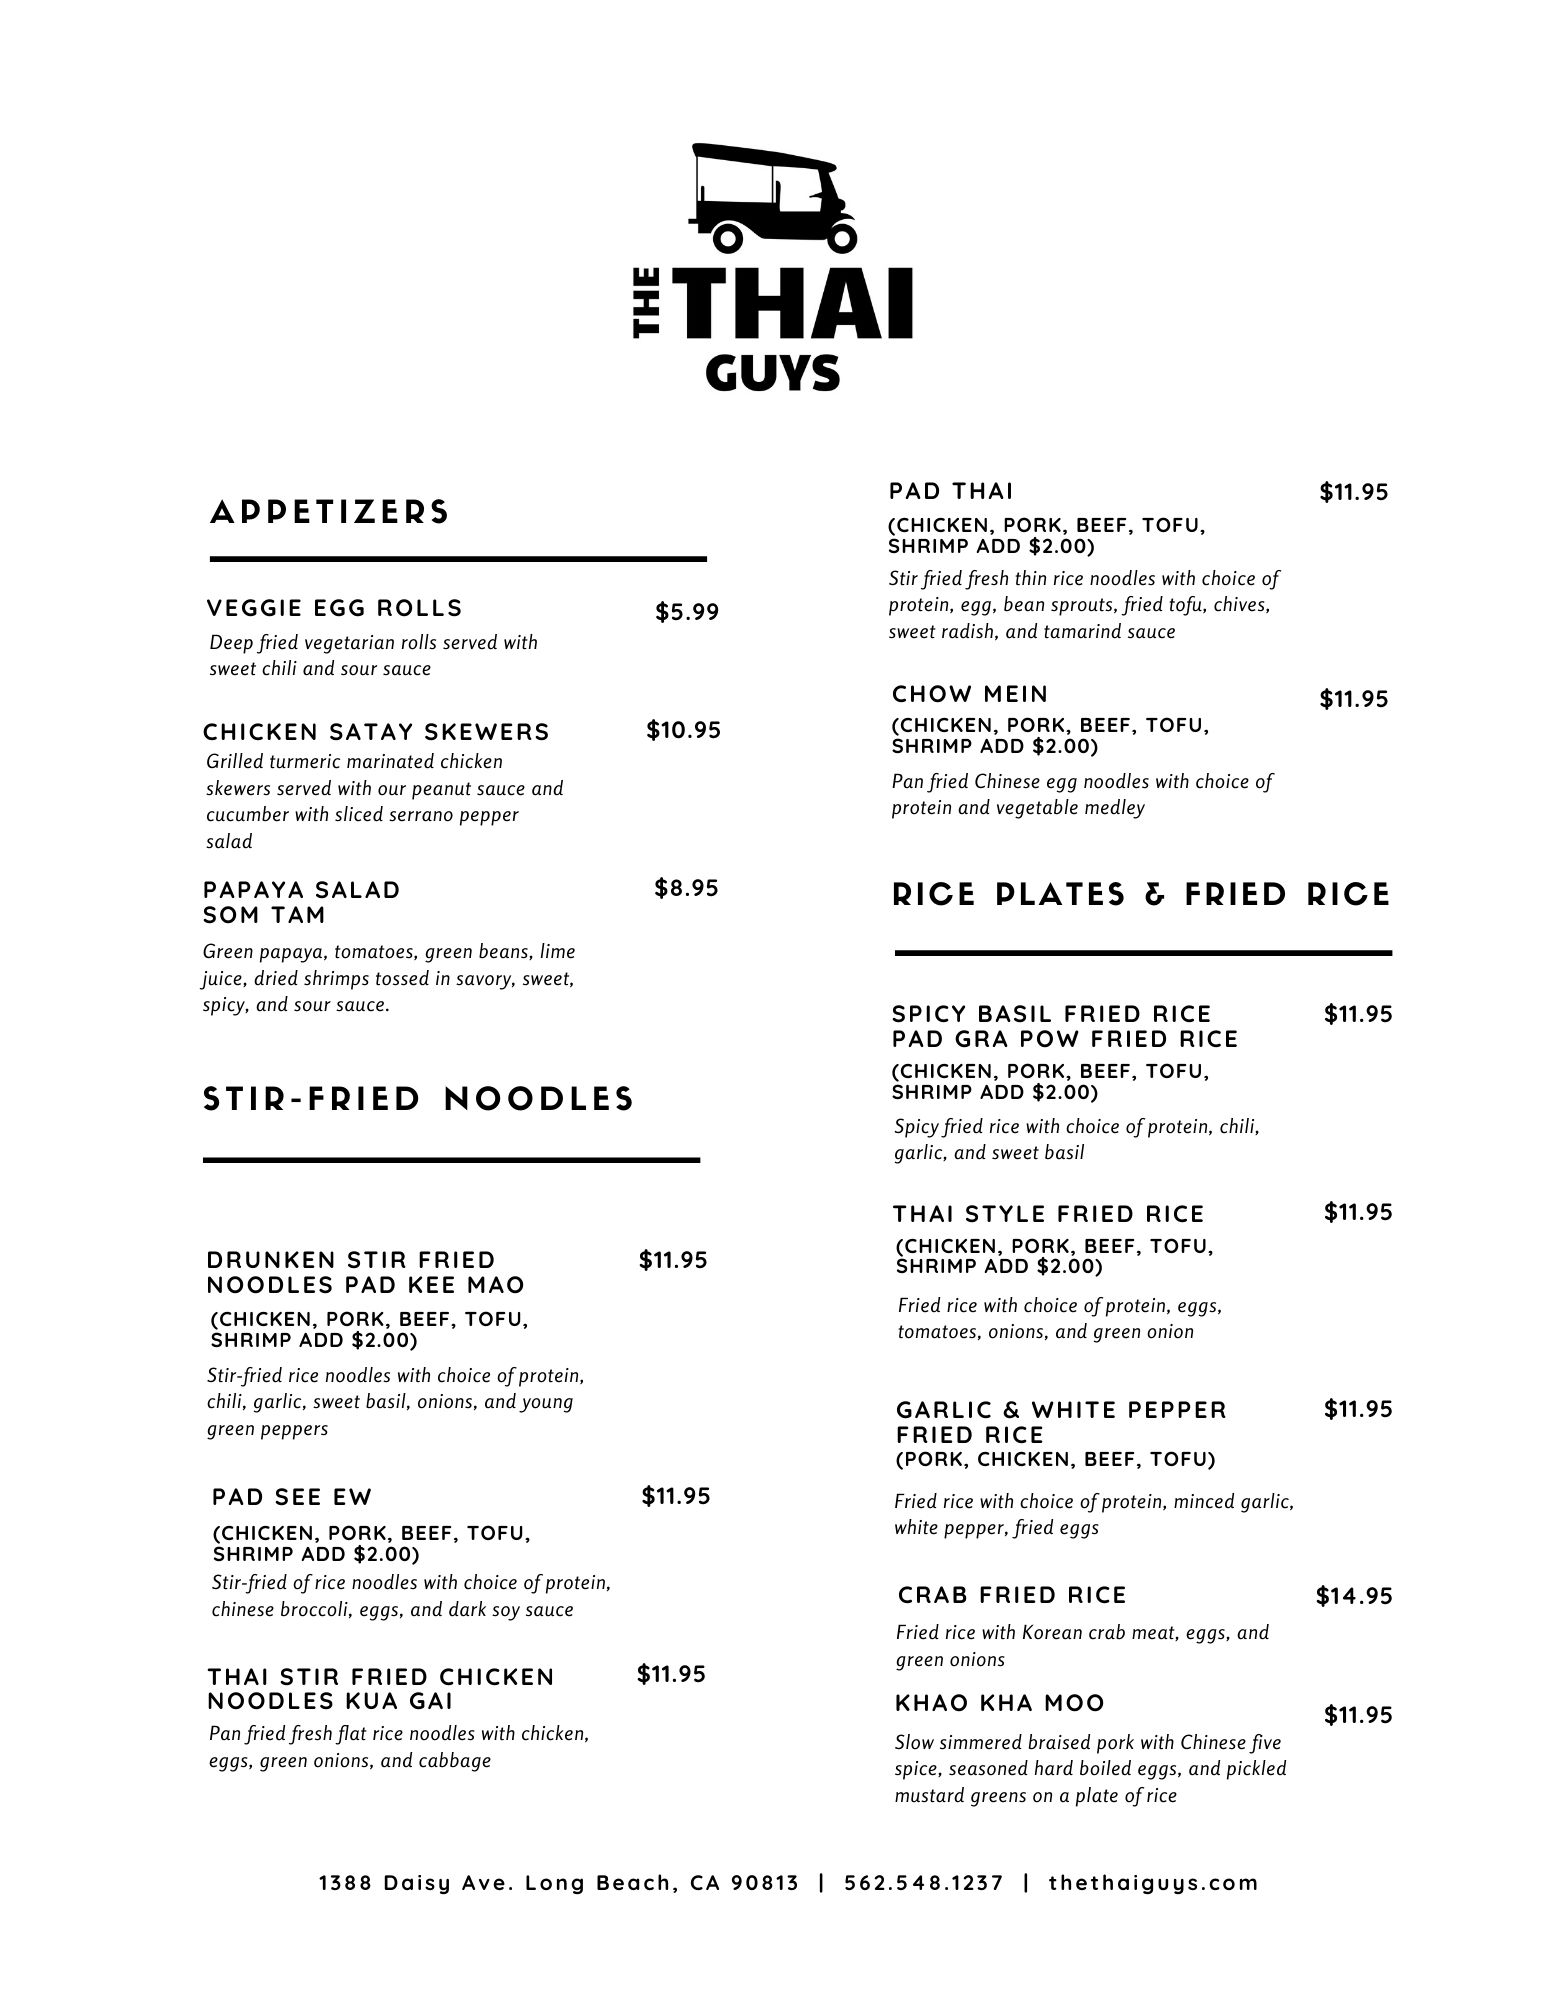 THE THAI
GUYS
APPETIZERS
VEGGIE EGG ROLLS $5.99
Deep fried vegetarian rolls served with
sweet chili and sour sauce
CHICKEN SATAY SKEWERS $10.95
Grilled turmeric marinated chicken
skewers served with our peanut sauce and
cucumber with sliced serrano pepper
salad
PAPAYA SALAD $8.95
SOM TAM
Green papaya, tomatoes, green beans, lime
juice, dried shrimps tossed in savory, sweet,
spicy, and sour sauce.
STIR-FRIED NOODLES
DRUNKEN STIR FRIED $11.95
NOODLES PAD KEE MAO
(CHICKEN, PORK, BEEF, TOFU,
SHRIMP ADD $2.00)
Stir-fried rice noodles with choice of protein,
chili, garlic, sweet basil, onions, and young
green peppers
PAD SEE EW $11.95
(CHICKEN, PORK, BEEF, TOFU,
SHRIMP ADD $2.00)
Stir-fried of rice noodles with choice of protein,
chinese broccoli, eggs, and dark soy sauce
THAI STIR FRIED CHICKEN $11.95
NOODLES KUA GAI
Pan fried fresh flat rice noodles with chicken,
eggs, green onions, and cabbage
PAD THAI $11.95
(CHICKEN, PORK, BEEF, TOFU,
SHRIMP ADD $2.00)
Stir fried fresh thin rice noodles with choice of
protein, egg, bean sprouts, fried tofu, chives,
sweet radish, and tamarind sauce
CHOW MEIN $11.95
(CHICKEN, PORK, BEEF, TOFU,
SHRIMP ADD $2.00)
Pan fried Chinese egg noodles with choice of
protein and vegetable medley
RICE PLATES & FRIED RICE
SPICY BASIL FRIED RICE $11.95
PAD GRA POW FRIED RICE
(CHICKEN, PORK, BEEF, TOFU,
SHRIMP ADD $2.00)
Spicy fried rice with choice of protein, chili,
garlic, and sweet basil
THAI STYLE FRIED RICE $11.95
(CHICKEN, PORK, BEEF, TOFU,
SHRIMP ADD $2.00)
Fried rice with choice of protein, eggs,
tomatoes, onions, and green onion
GARLIC & WHITE PEPPER $11.95
FRIED RICE
(PORK, CHICKEN, BEEF, TOFU)
Fried rice with choice of protein, minced garlic,
white pepper, fried eggs
CRAB FRIED RICE $14.95
Fried rice with Korean crab meat, eggs, and
green onions
KHAO KHA MOO $11.95
Slow simmered braised pork with Chinese five
spice, seasoned hard boiled eggs, and pickled
mustard greens on a plate of rice
1388 Daisy Ave. Long Beach, CA 90813 | 562.548.1237 | thethaiguys.com